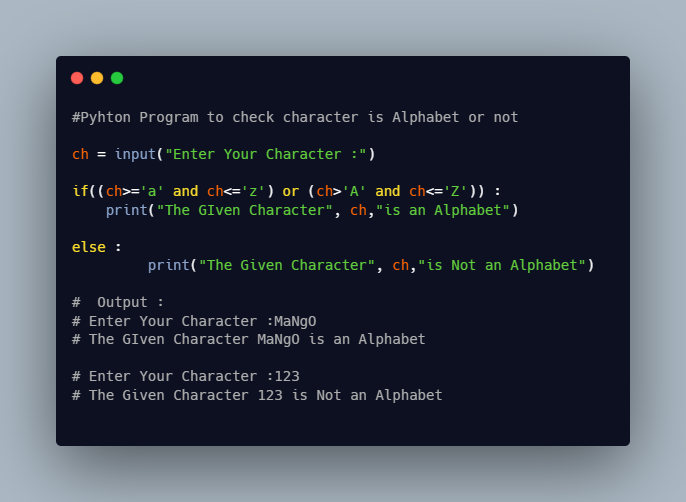 #Pyhton Program to check character is Alphabet or not
ch = input("Enter Your Character :")
if((ch>='a' and ch<='z') or (ch>'A' and ch<='Z')) :
    print("The GIven Character", ch,"is an Alphabet")
else :
         print("The Given Character", ch,"is Not an Alphabet")
#  Output :
# Enter Your Character :MaNgO
# The GIven Character MaNgO is an Alphabet
# Enter Your Character :123
# The Given Character 123 is Not an Alphabet